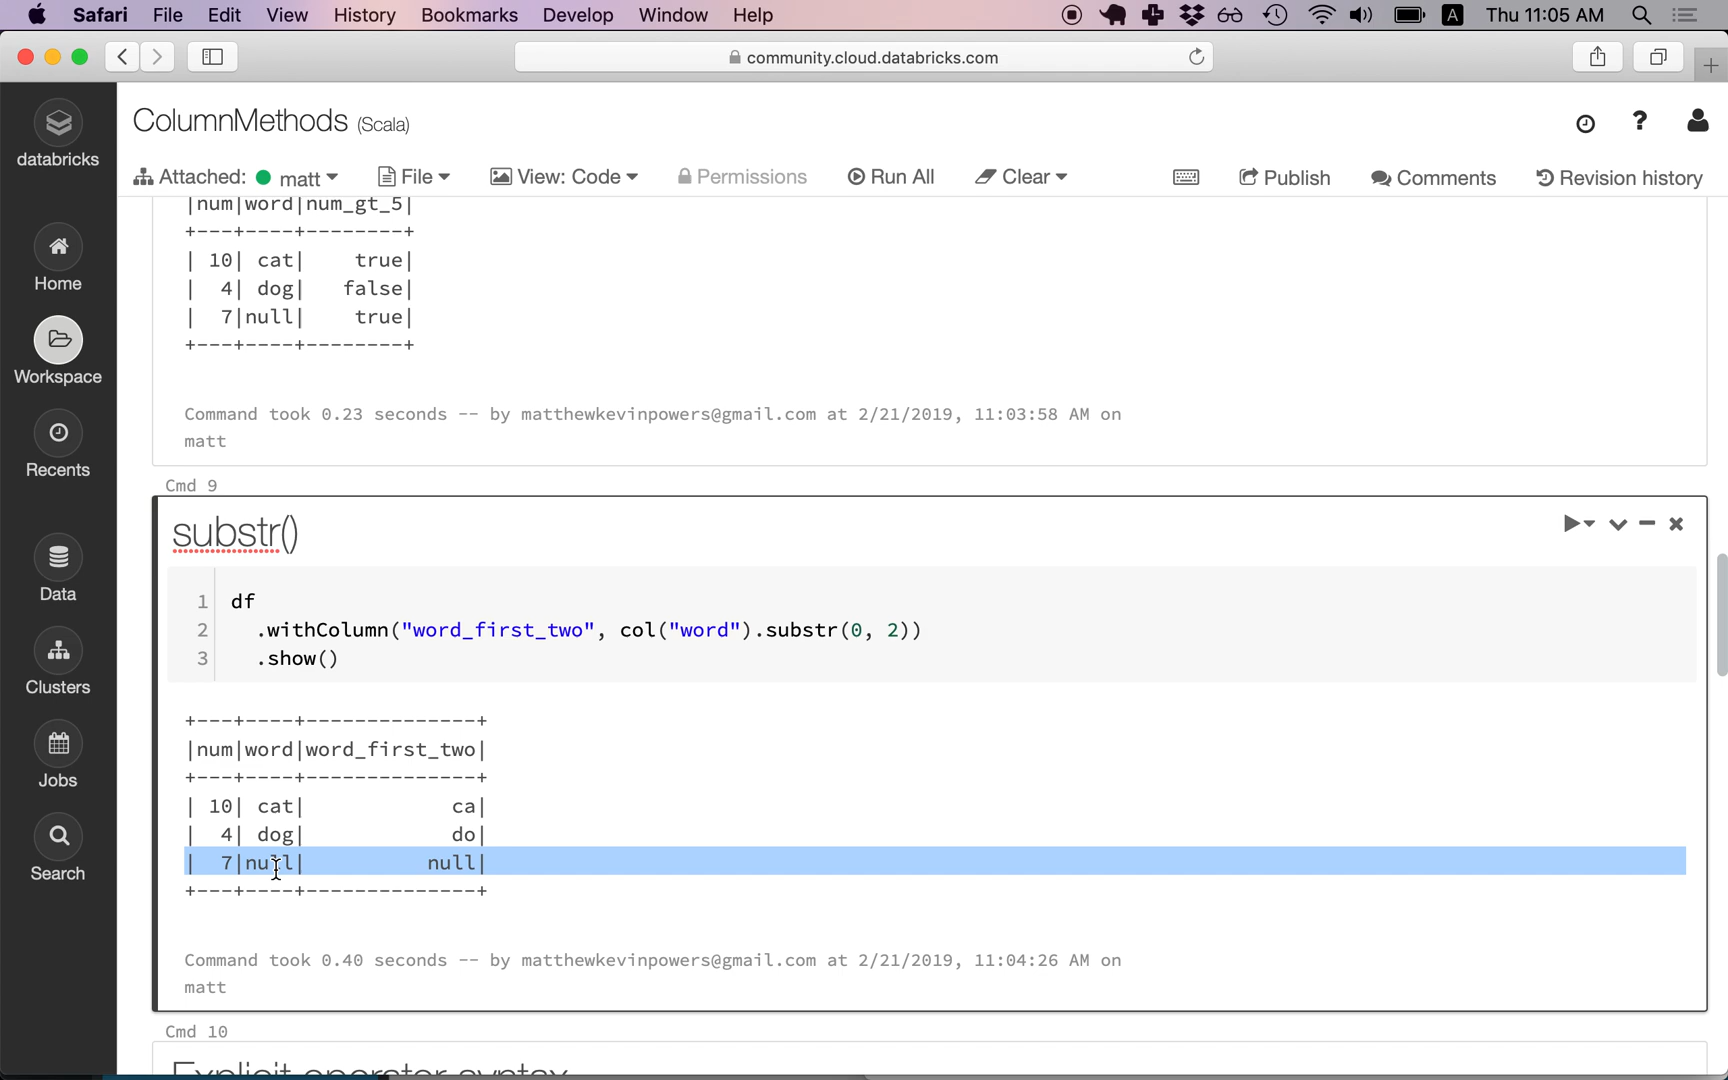 Safari File Edit View History Bookmarks Develop Window Help A Thu 11:05 AM
community.cloud.databricks.com
databricks
Home
Workspace
Recents
Data
Clusters
Jobs
Search
ColumnMethods (Scala)
?
Attached: matt File View: Code Permissions Run All Clear Publish Comments Revision history
|num|word|num_gt_5|
+---+----+--------+
| 10| cat|    true|
|  4| dog|   false|
|  7|null|    true|
+---+----+--------+
Command took 0.23 seconds -- by matthewkevinpowers@gmail.com at 2/21/2019, 11:03:58 AM on
matt
Cmd 9
substr()
1 df
2   .withColumn("word_first_two", col("word").substr(0, 2))
3   .show()
+---+----+--------------+
|num|word|word_first_two|
+---+----+--------------+
| 10| cat|            ca|
|  4| dog|            do|
|  7|null|          null|
+---+----+--------------+
Command took 0.40 seconds -- by matthewkevinpowers@gmail.com at 2/21/2019, 11:04:26 AM on
matt
Cmd 10
Explicit operator syntax